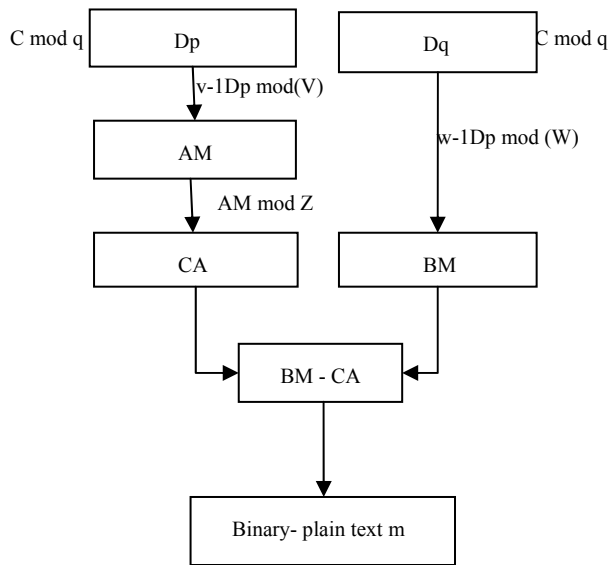 C mod q
Dp
Dq
C mod q
v-1Dp mod(V)
AM
w-1Dp mod (W)
AM mod Z
CA
BM
BM - CA
Binary- plain text m